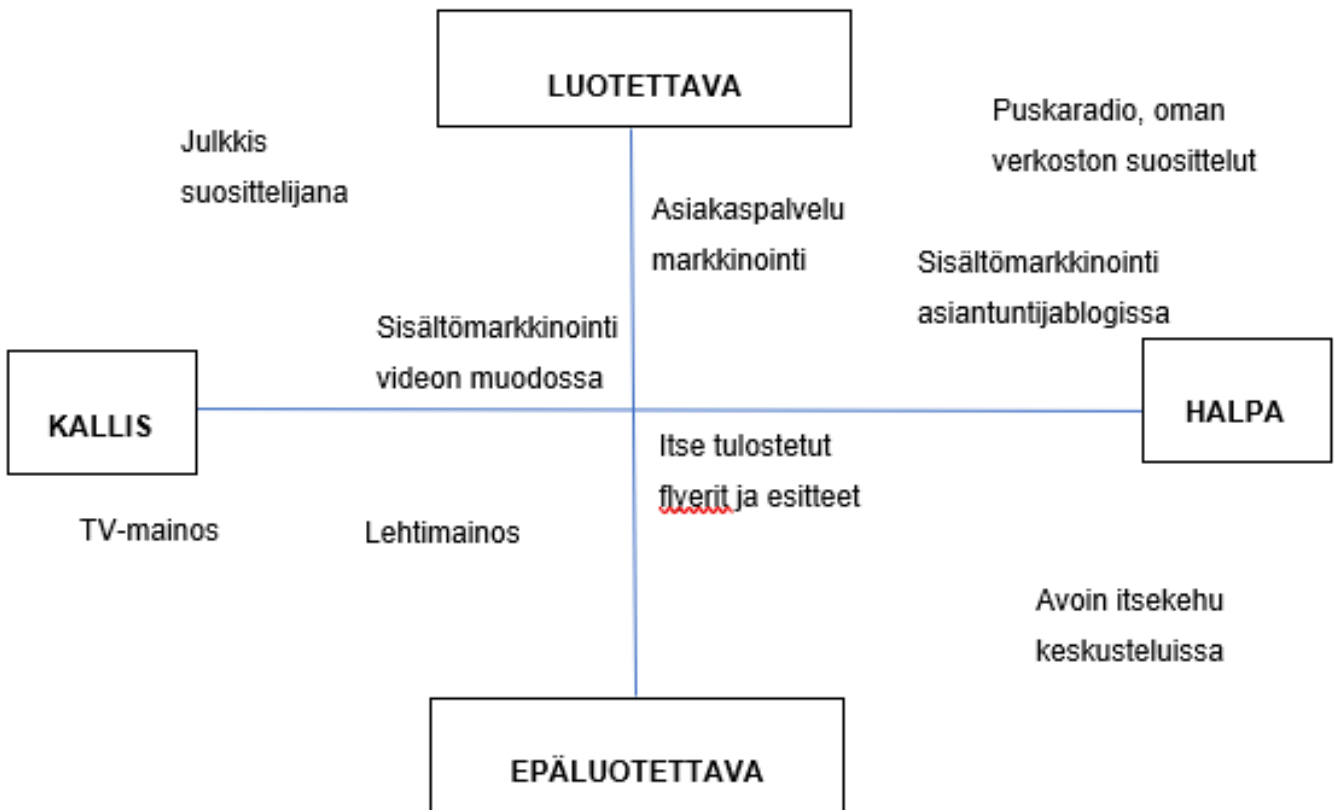 LUOTETTAVA
Julkkis
suosittelijana
Puskaradio, oman
verkoston suosittelut
Asiakaspalvelu
markkinointi
Sisältömarkkinointi
asiantuntijablogissa
Sisältömarkkinointi
videon muodossa
KALLIS
HALPA
Itse tulostetut
flyerit ja esitteet
TV-mainos
Lehtimainos
Avoin itsekehu
keskusteluissa
EPÄLUOTETTAVA